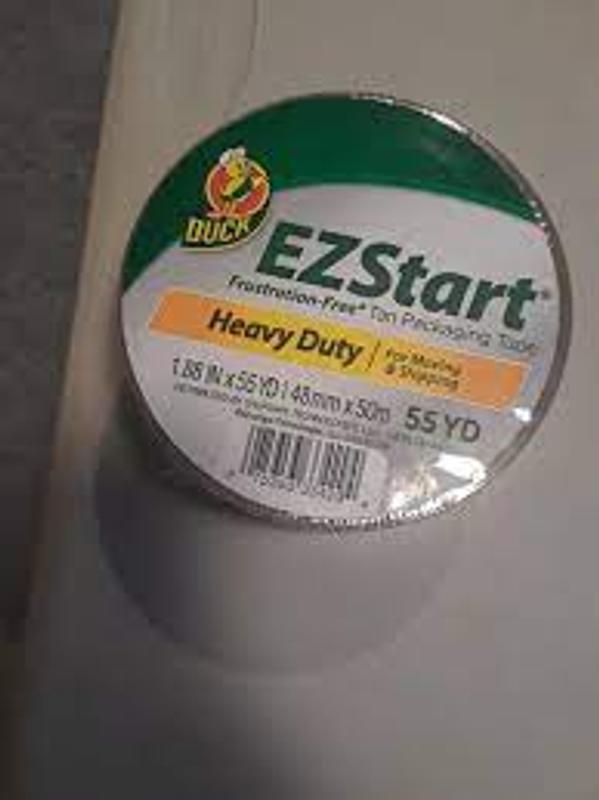 DUCK
EZStart®
Frustration-Free* Tan Packaging Tape
Heavy Duty
For Moving
& Shipping
1.88 IN x 55 YD | 48mm x 50m
55 YD